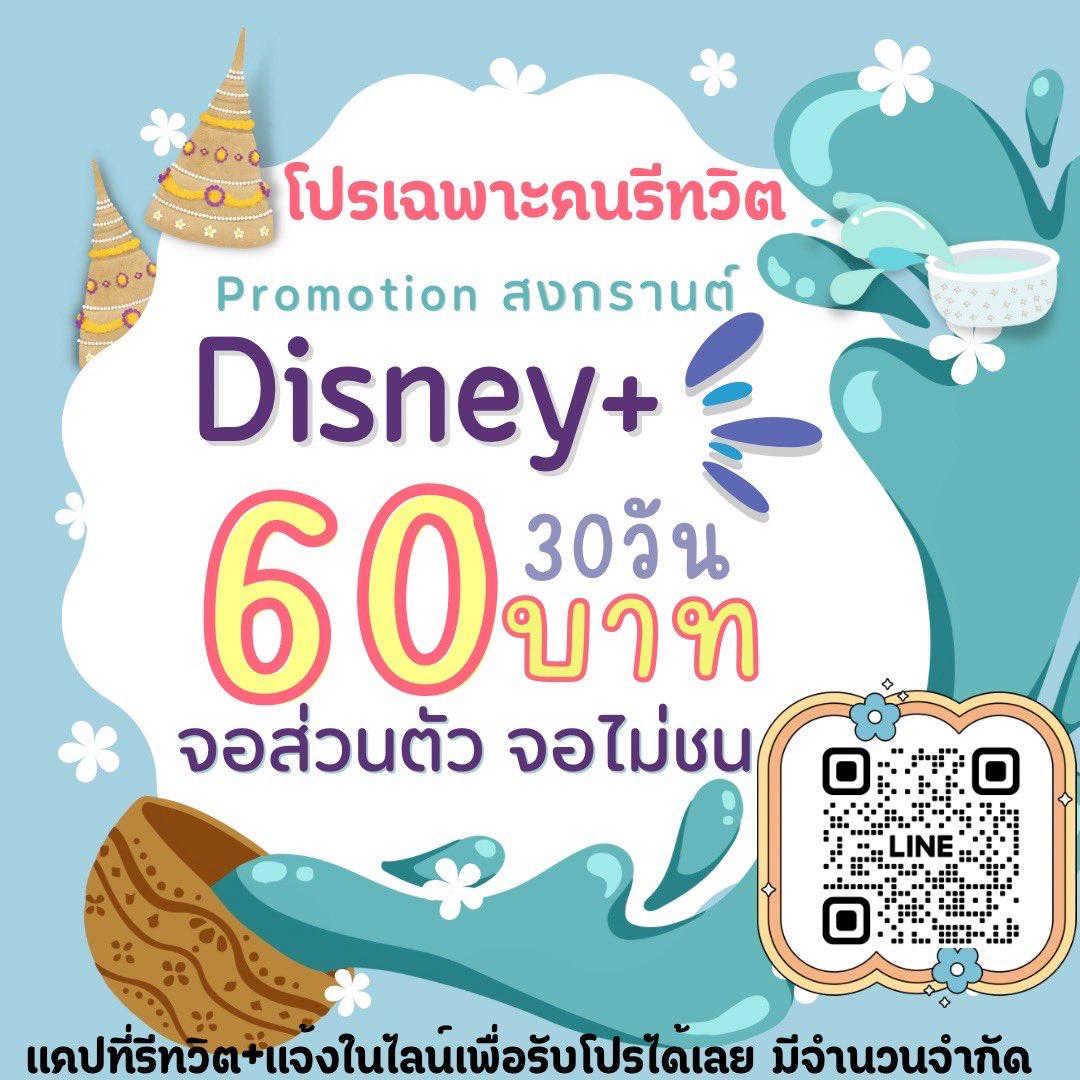 โปรเฉพาะคนรีทวิต
Promotion สงกรานต์
Disney+
60 30วัน
บาท
จอส่วนตัว จอไม่ชน
LINE
แคปที่รีทวิต+แจ้งในไลน์เพื่อรับโปรได้เลย มีจำนวนจำกัด